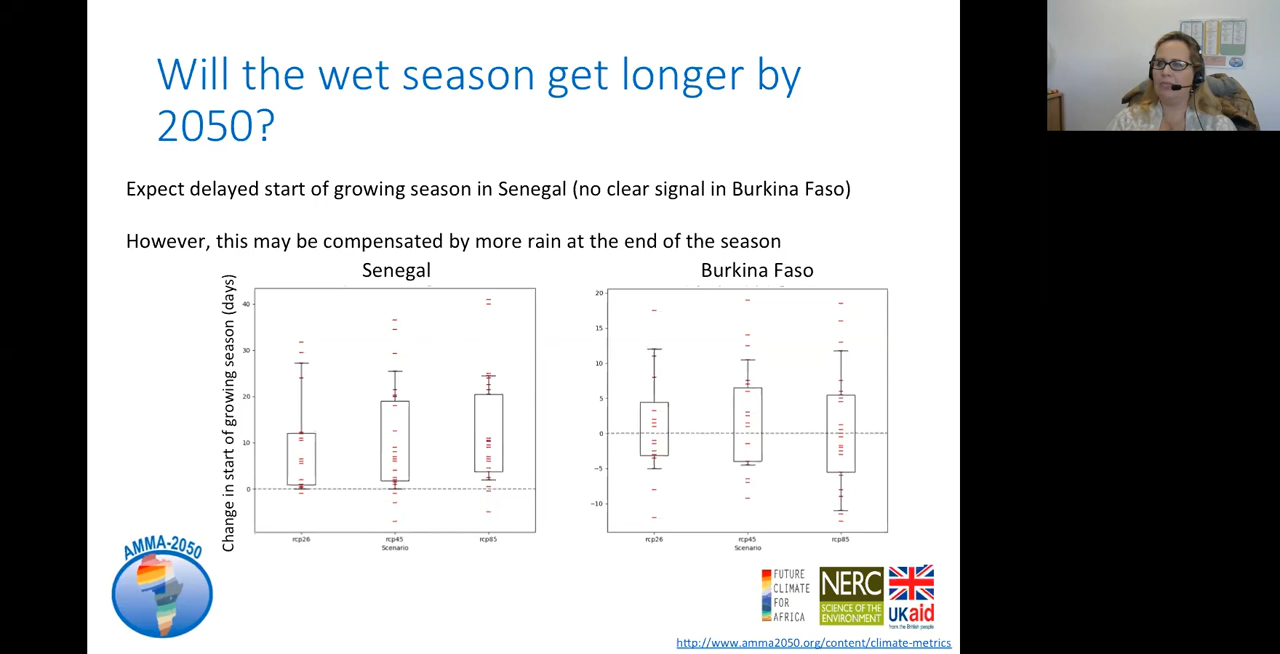 Will the wet season get longer by
2050?
Expect delayed start of growing season in Senegal (no clear signal in Burkina Faso)
However, this may be compensated by more rain at the end of the season
Senegal
Burkina Faso
Change in start of growing season (days)
40
30
20
10
0
rcp26
rcp45
rcp85
Scenario
20
15
10
5
0
−5
−10
rcp26
rcp45
rcp85
Scenario
AMMA-2050
FUTURE
CLIMATE
FOR
AFRICA
NERC
SCIENCE OF THE
ENVIRONMENT
UKaid
from the British people
http://www.amma2050.org/content/climate-metrics